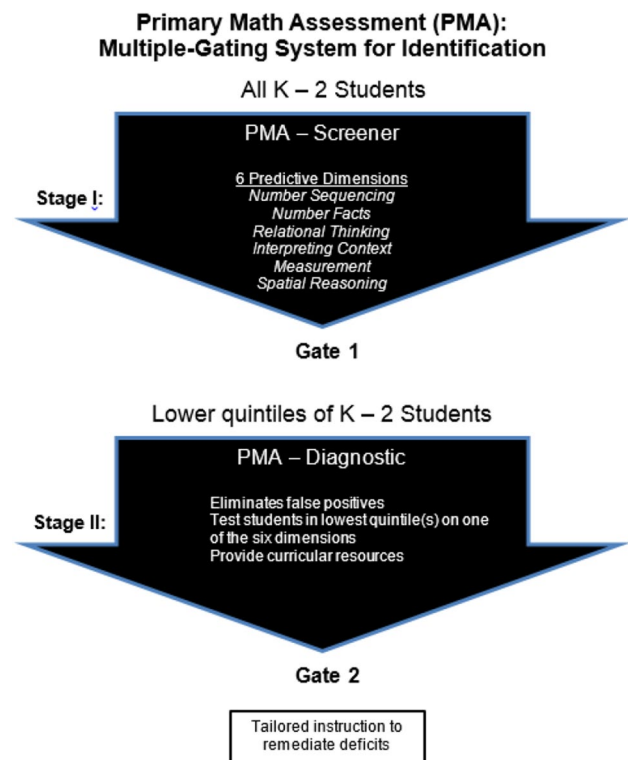 Primary Math Assessment (PMA):
Multiple-Gating System for Identification
All K – 2 Students
PMA – Screener
6 Predictive Dimensions
Number Sequencing
Number Facts
Relational Thinking
Interpreting Context
Measurement
Spatial Reasoning
Stage I:
Gate 1
Lower quintiles of K – 2 Students
PMA – Diagnostic
Eliminates false positives
Test students in lowest quintile(s) on one
of the six dimensions
Provide curricular resources
Stage II:
Gate 2
Tailored instruction to
remediate deficits